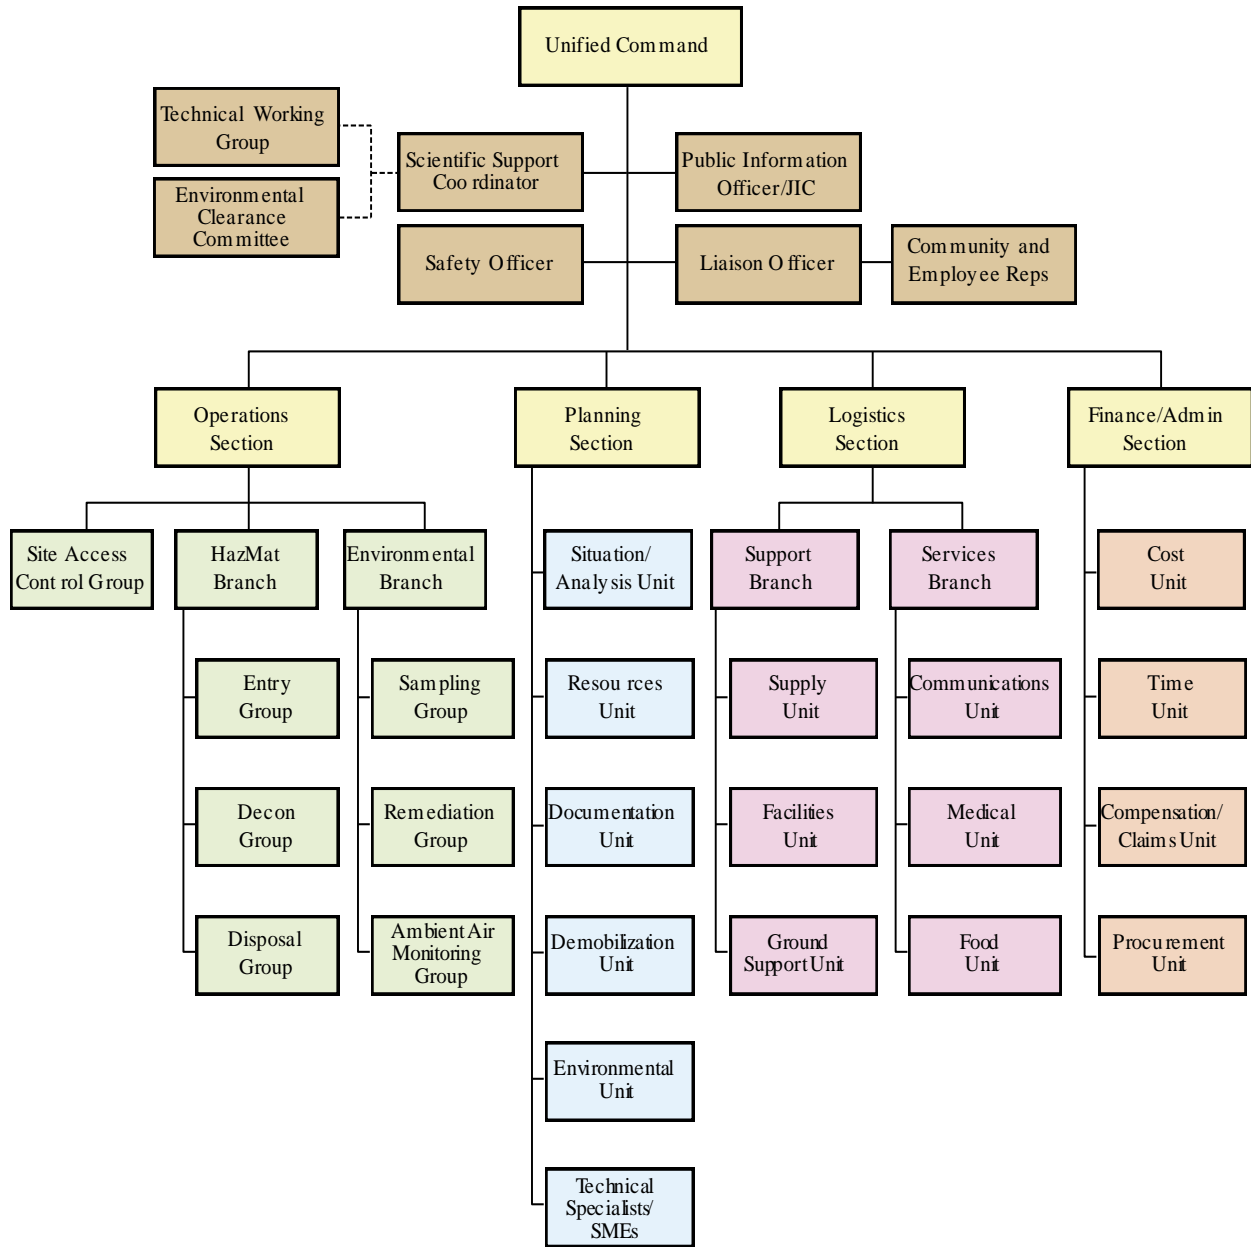 Unified Command
Technical Working
Group
Scientific Support
Coordinator
Public Information
Officer/JIC
Environmental
Clearance
Committee
Safety Officer
Liaison Officer
Community and
Employee Reps
Operations
Section
Planning
Section
Logistics
Section
Finance/Admin
Section
Site Access
Control Group
HazMat
Branch
Environmental
Branch
Situation/
Analysis Unit
Support
Branch
Services
Branch
Cost
Unit
Entry
Group
Sampling
Group
Resources
Unit
Supply
Unit
Communications
Unit
Time
Unit
Decon
Group
Remediation
Group
Documentation
Unit
Facilities
Unit
Medical
Unit
Compensation/
Claims Unit
Disposal
Group
Ambient Air
Monitoring
Group
Demobilization
Unit
Ground
Support Unit
Food
Unit
Procurement
Unit
Environmental
Unit
Technical
Specialists/
SMEs